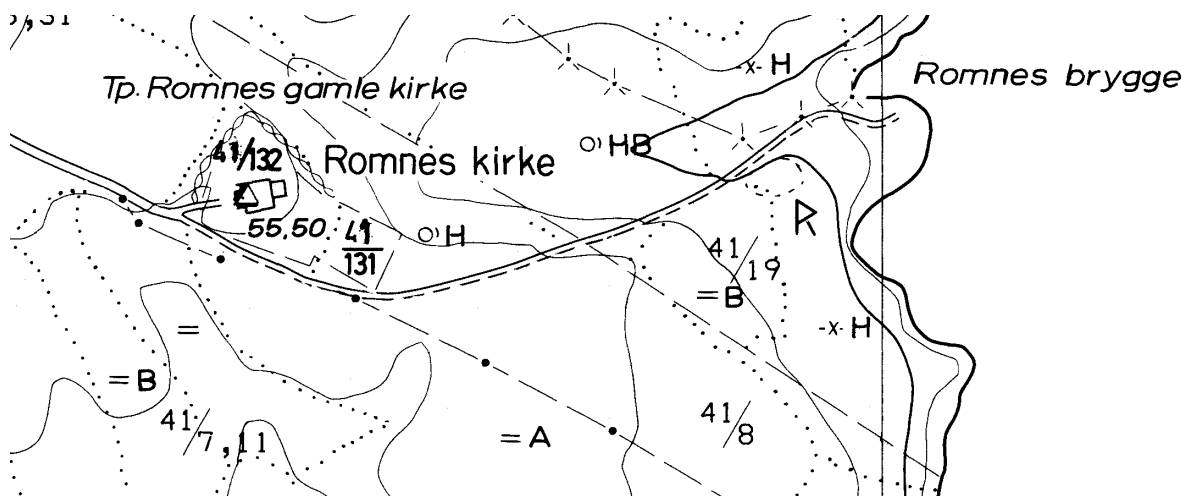 Romnes brygge
-x- H
Tp. Romnes gamle kirke
O) HB
41/132
Romnes kirke
55,50
41
131
O) H
41/19
= B
R
-x- H
=
= B
41/7,11
= A
41/8